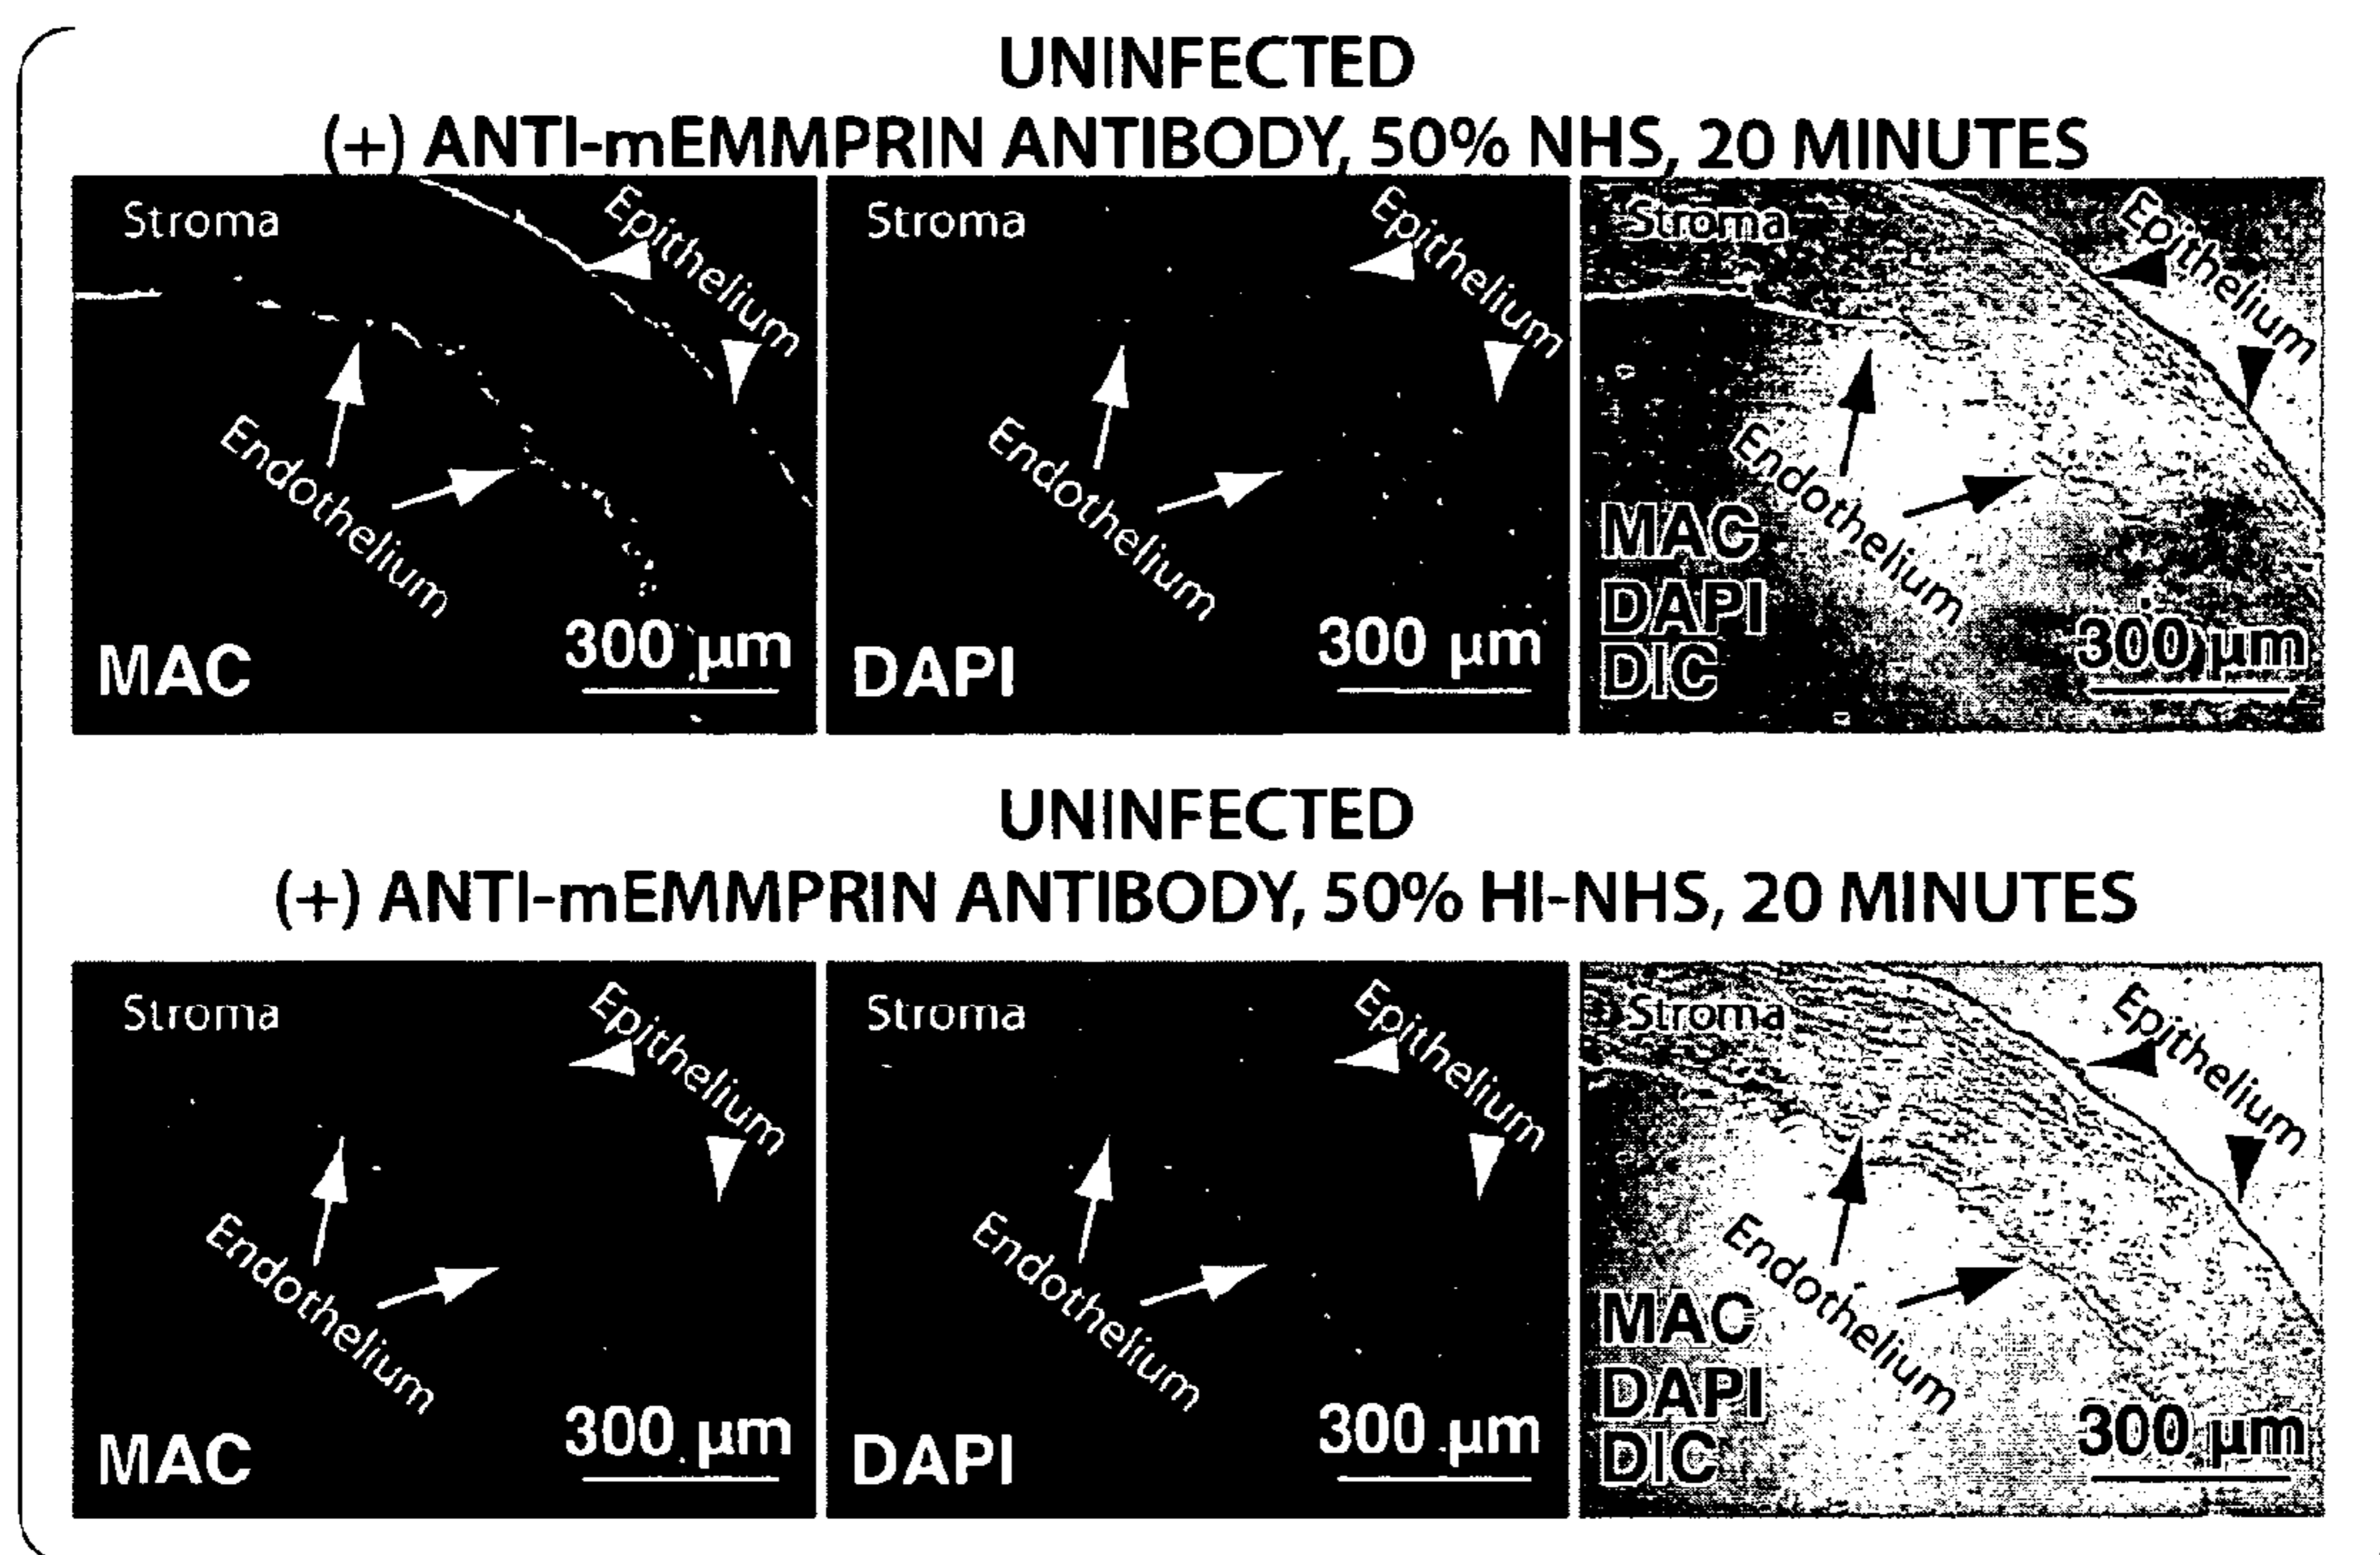 UNINFECTED
(+) ANTI-mEMMPRIN ANTIBODY, 50% NHS, 20 MINUTES
Stroma
Epithelium
Endothelium
300 µm
MAC
Stroma
Epithelium
Endothelium
300 µm
DAPI
Stroma
Epithelium
Endothelium
MAC
DAPI
DIC
300 µm
UNINFECTED
(+) ANTI-mEMMPRIN ANTIBODY, 50% HI-NHS, 20 MINUTES
Stroma
Epithelium
Endothelium
300 µm
MAC
Stroma
Epithelium
Endothelium
300 µm
DAPI
Stroma
Epithelium
Endothelium
MAC
DAPI
DIC
300 µm